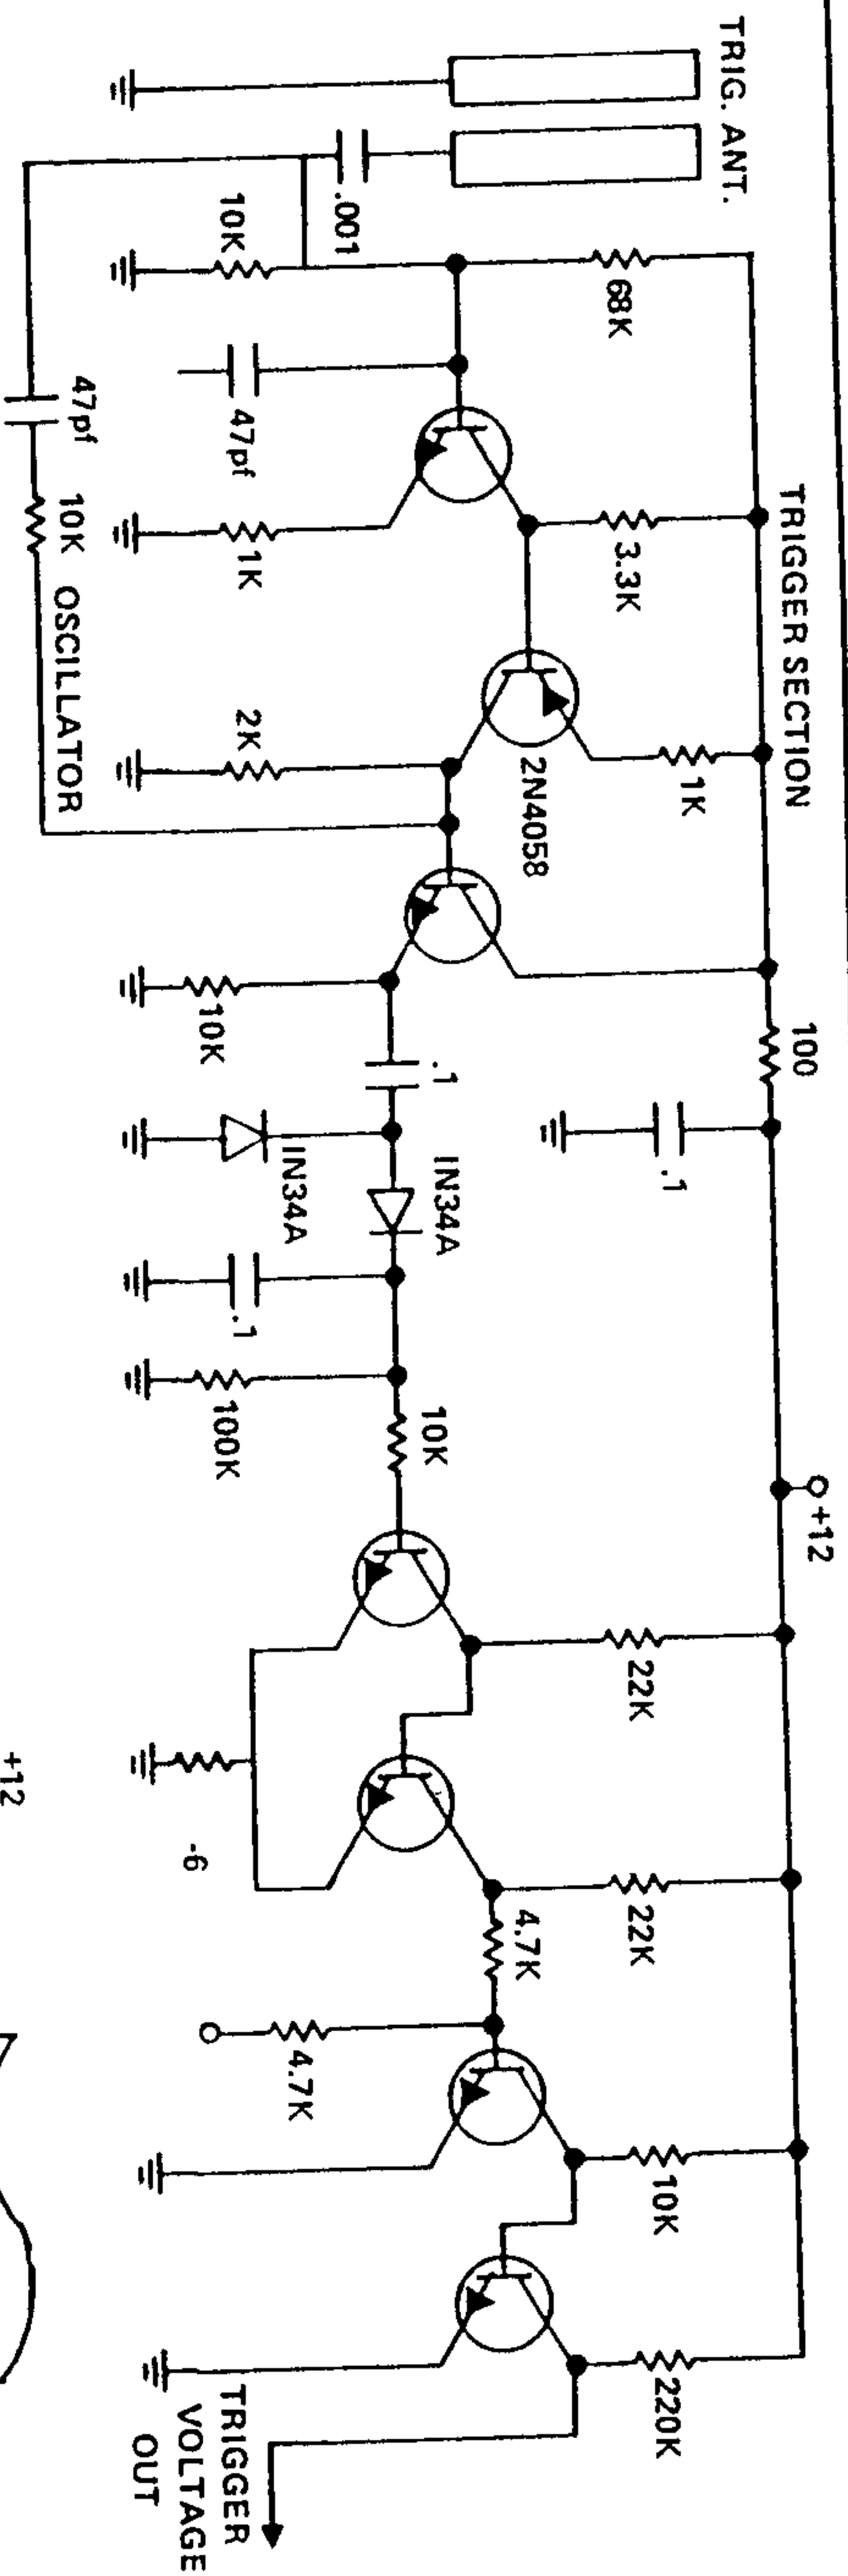 TRIG. ANT.
TRIGGER SECTION
.001
10K
68K
47pf
1K
3.3K
1K
2N4058
2K
47pf
10K
OSCILLATOR
10K
.1
IN34A
IN34A
100
.1
.1
100K
10K
+12
22K
-6
22K
4.7K
4.7K
10K
220K
TRIGGER
VOLTAGE
OUT
+12